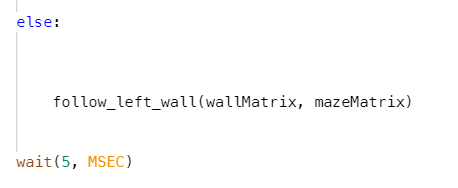 else:
follow_left_wall(wallMatrix, mazeMatrix)
wait(5, MSEC)